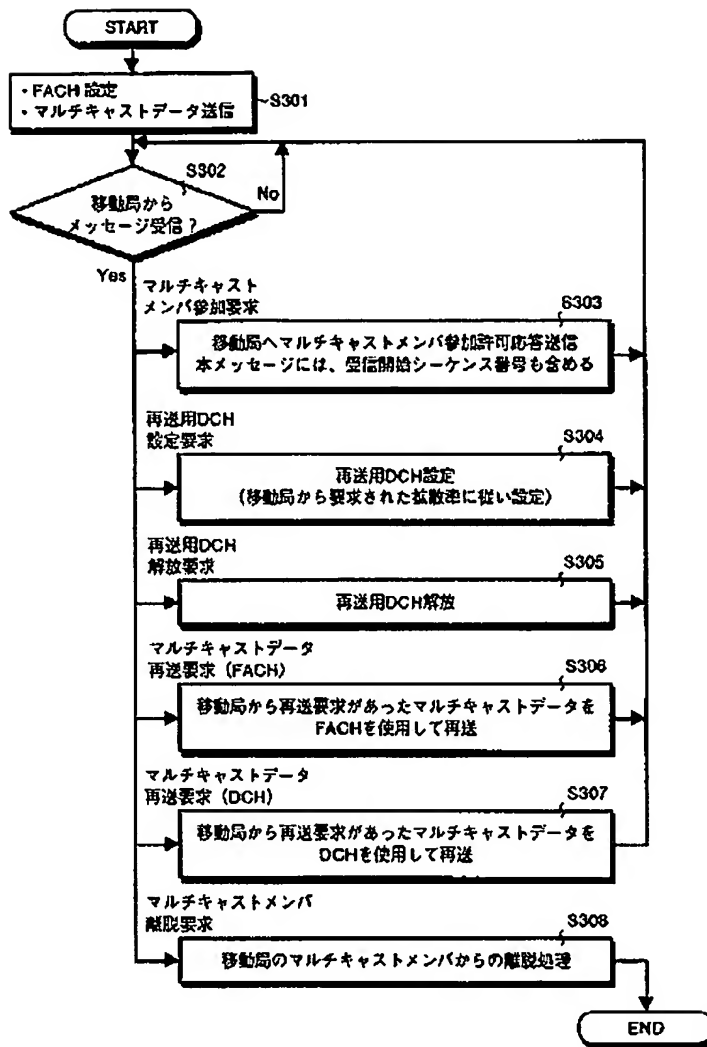 START
・FACH 設定
・マルチキャストデータ送信
S301
S302
No
移動局から
メッセージ受信？
Yes
マルチキャスト
メンバ参加要求
S303
移動局へマルチキャストメンバ参加許可応答送信
本メッセージには、受信開始シーケンス番号も含める
再送用DCH
設定要求
S304
再送用DCH設定
(移動局から要求された拡散率に従い設定)
再送用DCH
解放要求
S305
再送用DCH解放
マルチキャストデータ
再送要求（FACH）
S306
移動局から再送要求があったマルチキャストデータを
FACHを使用して再送
マルチキャストデータ
再送要求（DCH）
S307
移動局から再送要求があったマルチキャストデータを
DCHを使用して再送
マルチキャストメンバ
離脱要求
S308
移動局のマルチキャストメンバからの離脱処理
END